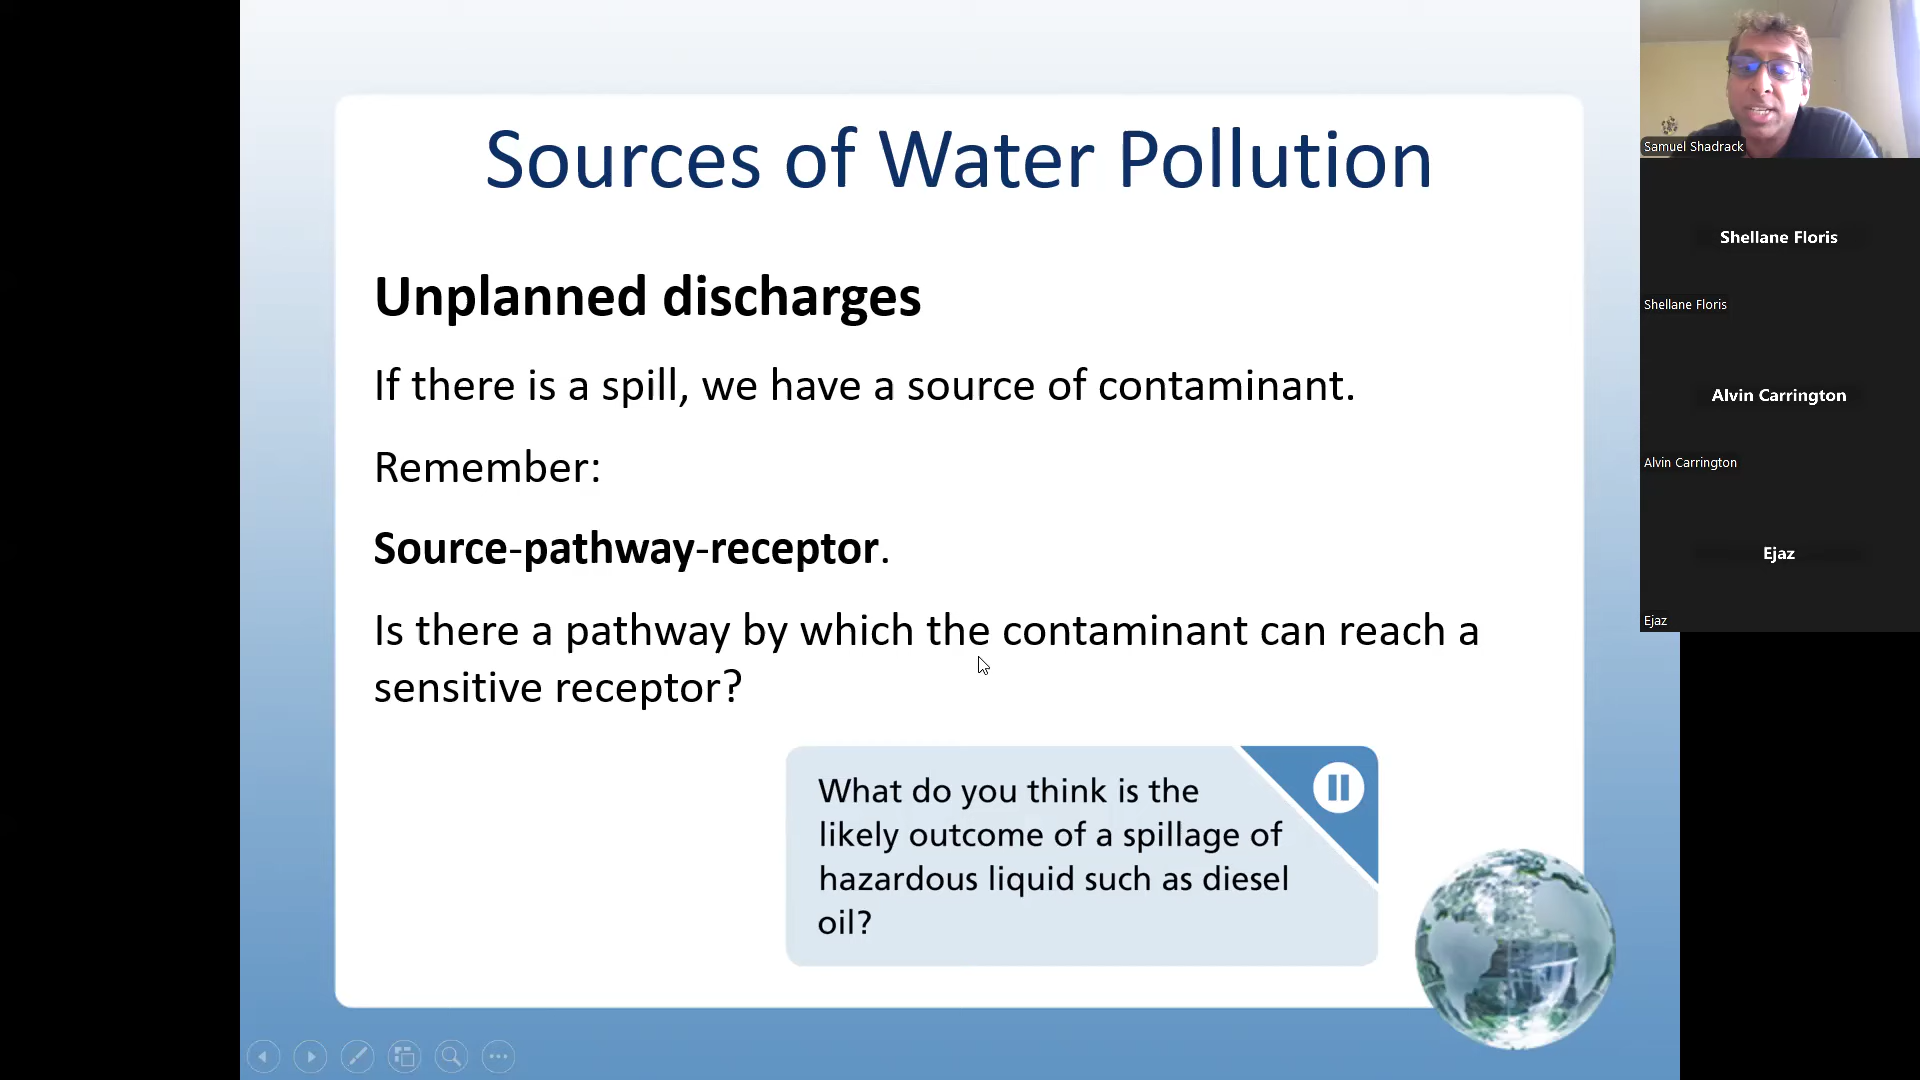 Sources of Water Pollution
Unplanned discharges
If there is a spill, we have a source of contaminant.
Remember:
Source-pathway-receptor.
Is there a pathway by which the contaminant can reach a
sensitive receptor?
What do you think is the
likely outcome of a spillage of
hazardous liquid such as diesel
oil?
Samuel Shadrack
Shellane Floris
Shellane Floris
Alvin Carrington
Alvin Carrington
Ejaz
Ejaz